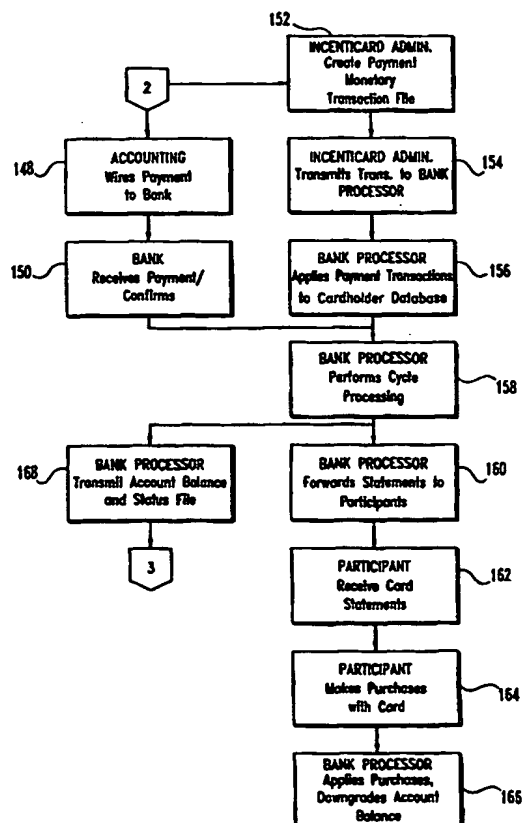 152
INCENTICARD ADMIN.
Create Payment
Monetary
Transaction File
2
148
ACCOUNTING
Wires Payment
to Bank
INCENTICARD ADMIN.
Transmits Trans. to BANK
PROCESSOR
154
150
BANK
Receives Payment/
Confirms
BANK PROCESSOR
Applies Payment Transactions
to Cardholder Database
156
BANK PROCESSOR
Performs Cycle
Processing
158
168
BANK PROCESSOR
Transmit Account Balance
and Status File
BANK PROCESSOR
Forwards Statements to
Participants
160
3
PARTICIPANT
Receive Card
Statements
162
PARTICIPANT
Makes Purchases
with Card
164
BANK PROCESSOR
Applies Purchases,
Downgrades Account
Balance
166